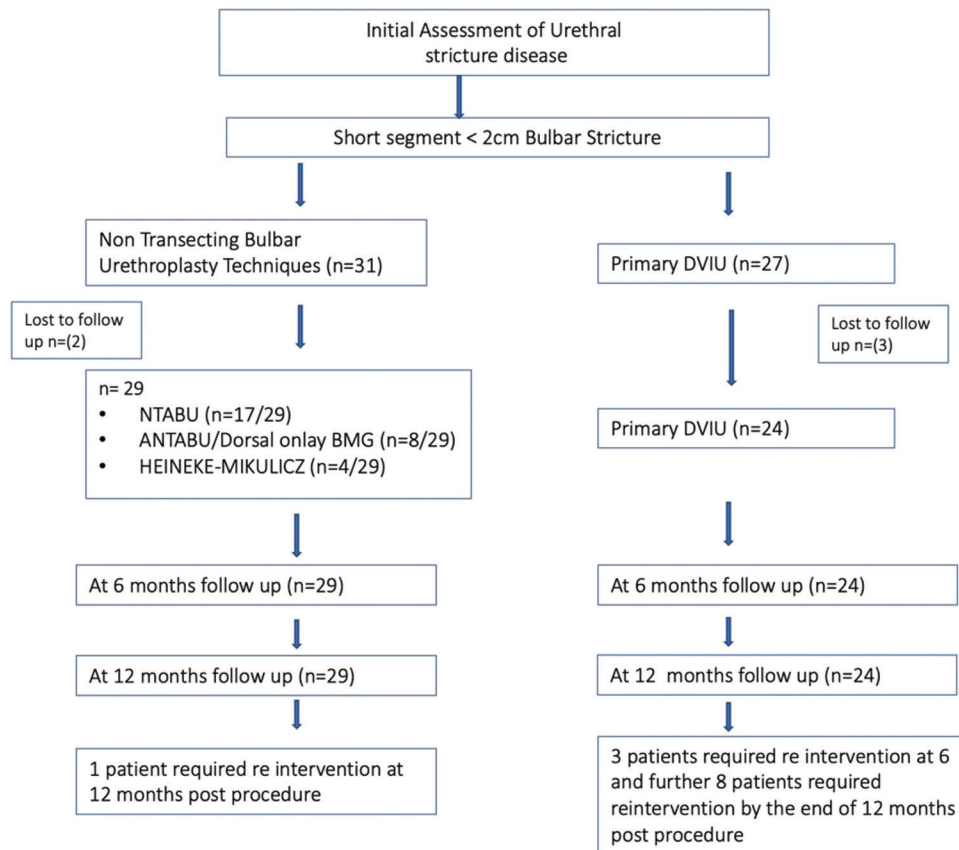 Initial Assessment of Urethral
stricture disease
Short segment < 2cm Bulbar Stricture
Non Transecting Bulbar
Urethroplasty Techniques (n=31)
Primary DVIU (n=27)
Lost to follow
up n=(2)
Lost to follow
up n=(3)
n= 29
• NTABU (n=17/29)
• ANTABU/Dorsal onlay BMG (n=8/29)
• HEINEKE-MIKULICZ (n=4/29)
Primary DVIU (n=24)
At 6 months follow up (n=29)
At 6 months follow up (n=24)
At 12 months follow up (n=29)
At 12 months follow up (n=24)
1 patient required re intervention at
12 months post procedure
3 patients required re intervention at 6
and further 8 patients required
reintervention by the end of 12 months
post procedure